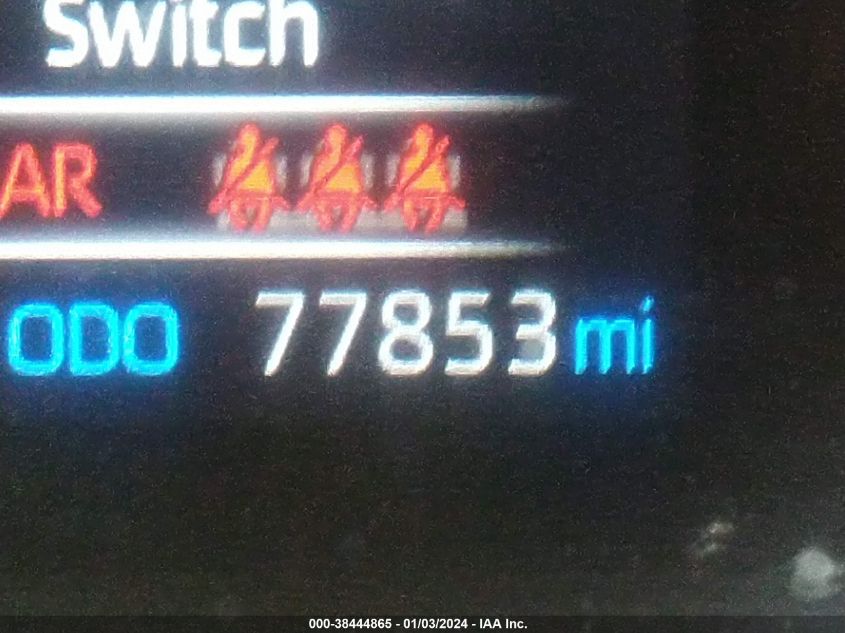 Switch
AR
ODO 77853 mi
000-38444865 - 01/03/2024 - IAA Inc.